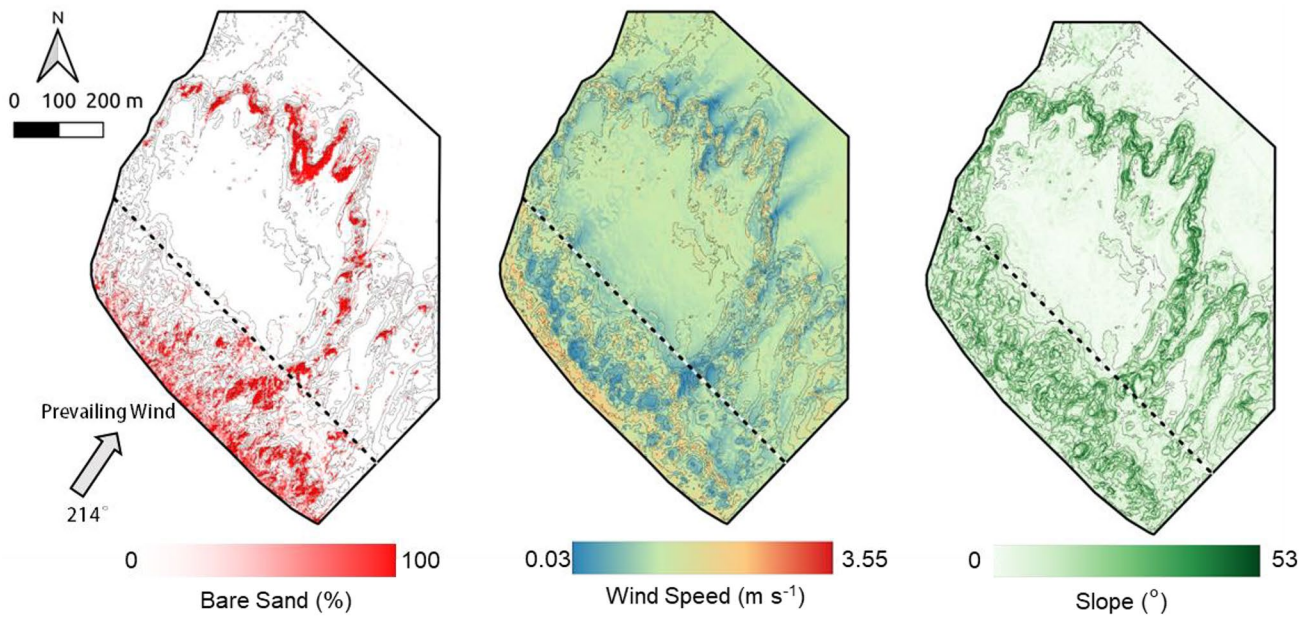 N
0 100 200 m
Prevailing Wind
214°
0 100
Bare Sand (%)
0.03 3.55
Wind Speed (m s⁻¹)
0 53
Slope (°)